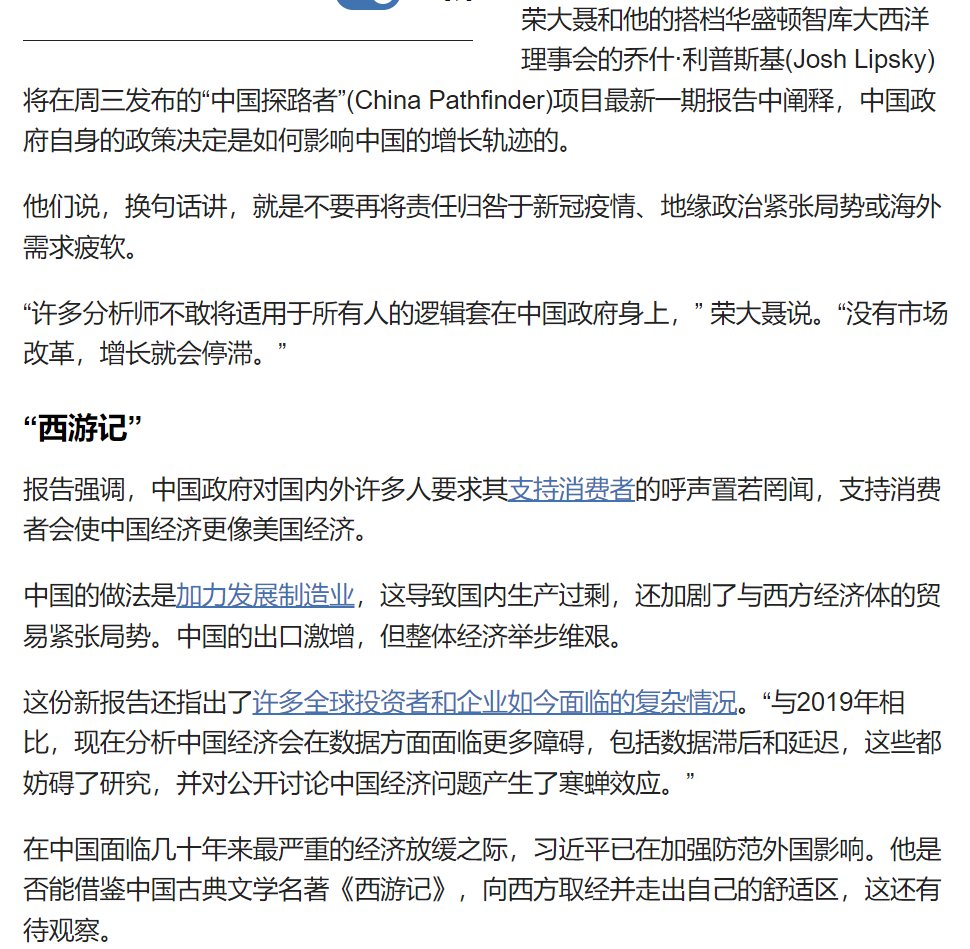 荣大聂和他的搭档华盛顿智库大西洋
理事会的乔什·利普斯基(Josh Lipsky)
将在周三发布的“中国探路者”(China Pathfinder)项目最新一期报告中阐释，中国政
府自身的政策决定是如何影响中国的增长轨迹的。
他们说，换句话讲，就是不要再将责任归咎于新冠疫情、地缘政治紧张局势或海外
需求疲软。
“许多分析师不敢将适用于所有人的逻辑套在中国政府身上，” 荣大聂说。“没有市场
改革，增长就会停滞。”
“西游记”
报告强调，中国政府对国内外许多人要求其支持消费者的呼声置若罔闻，支持消费
者会使中国经济更像美国经济。
中国的做法是加力发展制造业，这导致国内生产过剩，还加剧了与西方经济体的贸
易紧张局势。中国的出口激增，但整体经济举步维艰。
这份新报告还指出了许多全球投资者和企业如今面临的复杂情况。“与2019年相
比，现在分析中国经济会在数据方面面临更多障碍，包括数据滞后和延迟，这些都
妨碍了研究，并对公开讨论中国经济问题产生了寒蝉效应。”
在中国面临几十年来最严重的经济放缓之际，习近平已在加强防范外国影响。他是
否能借鉴中国古典文学名著《西游记》，向西方取经并走出自己的舒适区，这还有
待观察。